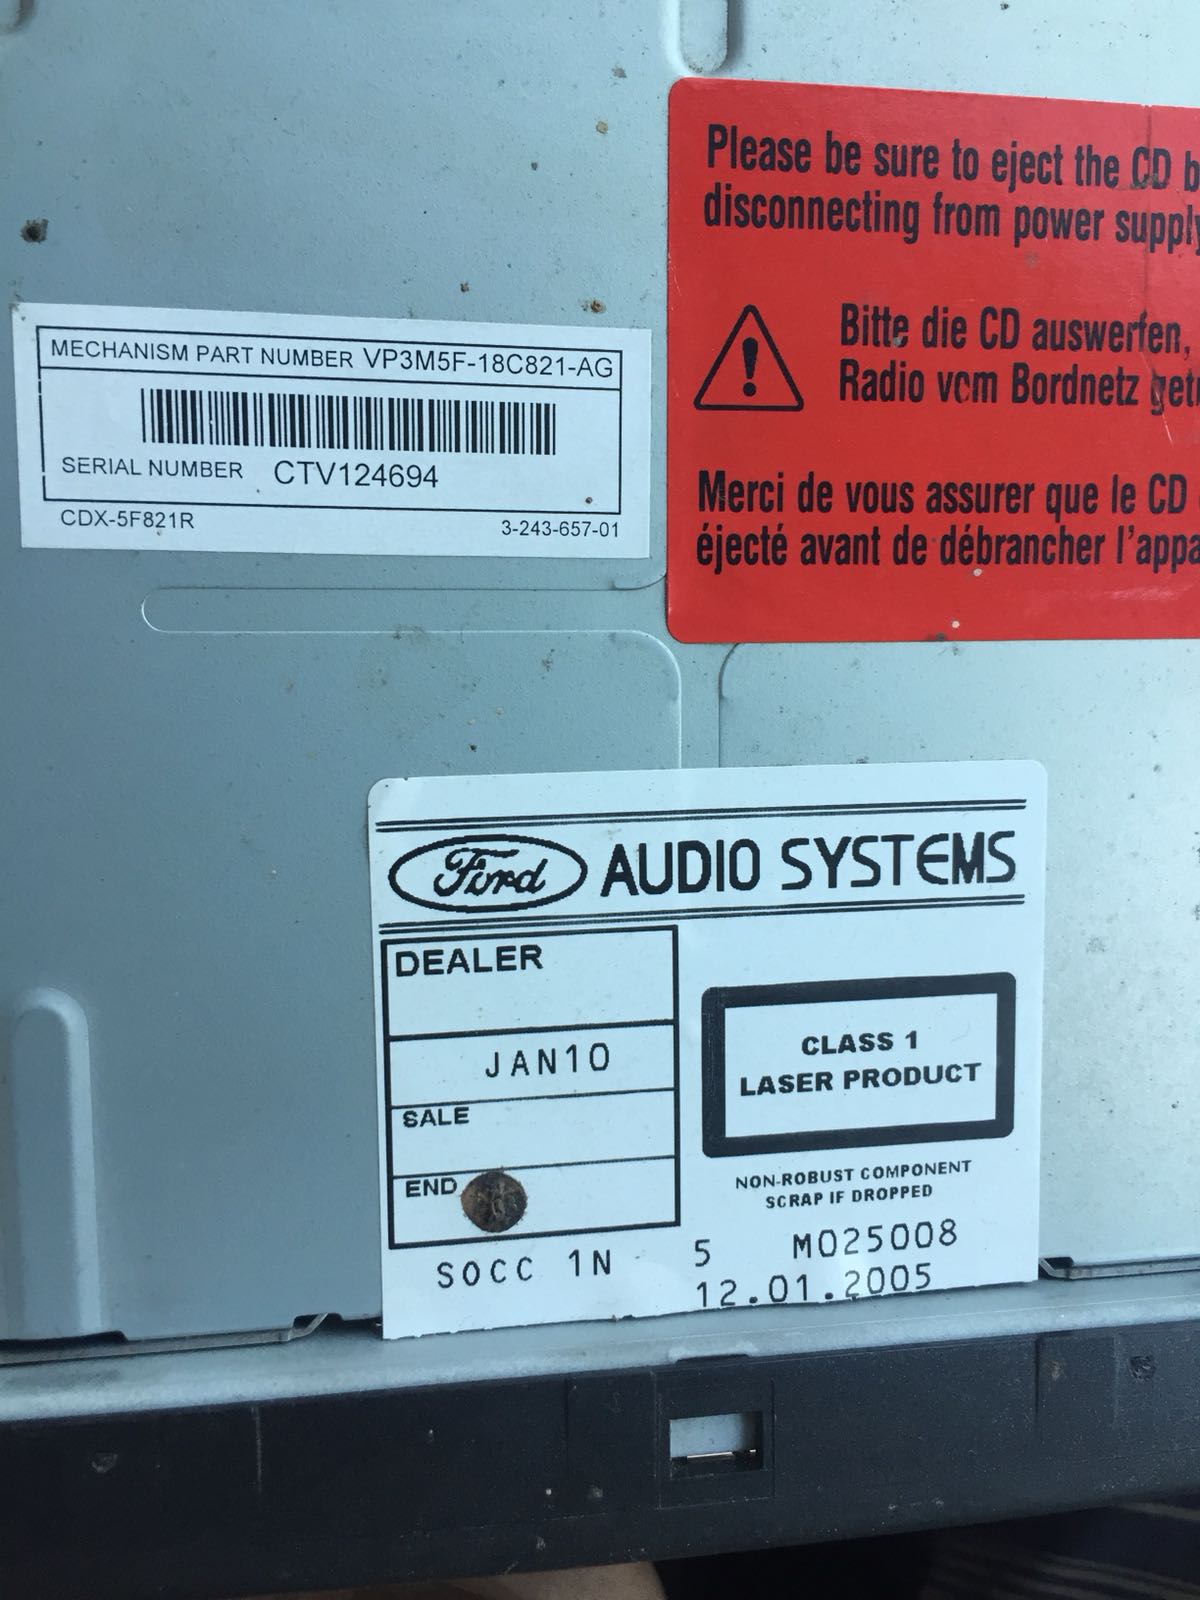 Please be sure to eject the CD b
disconnecting from power supply
Bitte die CD auswerfen,
Radio vom Bordnetz getr
Merci de vous assurer que le CD
éjecté avant de débrancher l'appa
MECHANISM PART NUMBER VP3M5F-18C821-AG
SERIAL NUMBER CTV124694
CDX-5F821R 3-243-657-01
Ford AUDIO SYSTEMS
DEALER
JAN10
SALE
END
CLASS 1
LASER PRODUCT
NON-ROBUST COMPONENT
SCRAP IF DROPPED
SOCC 1N 5 M025008
12.01.2005